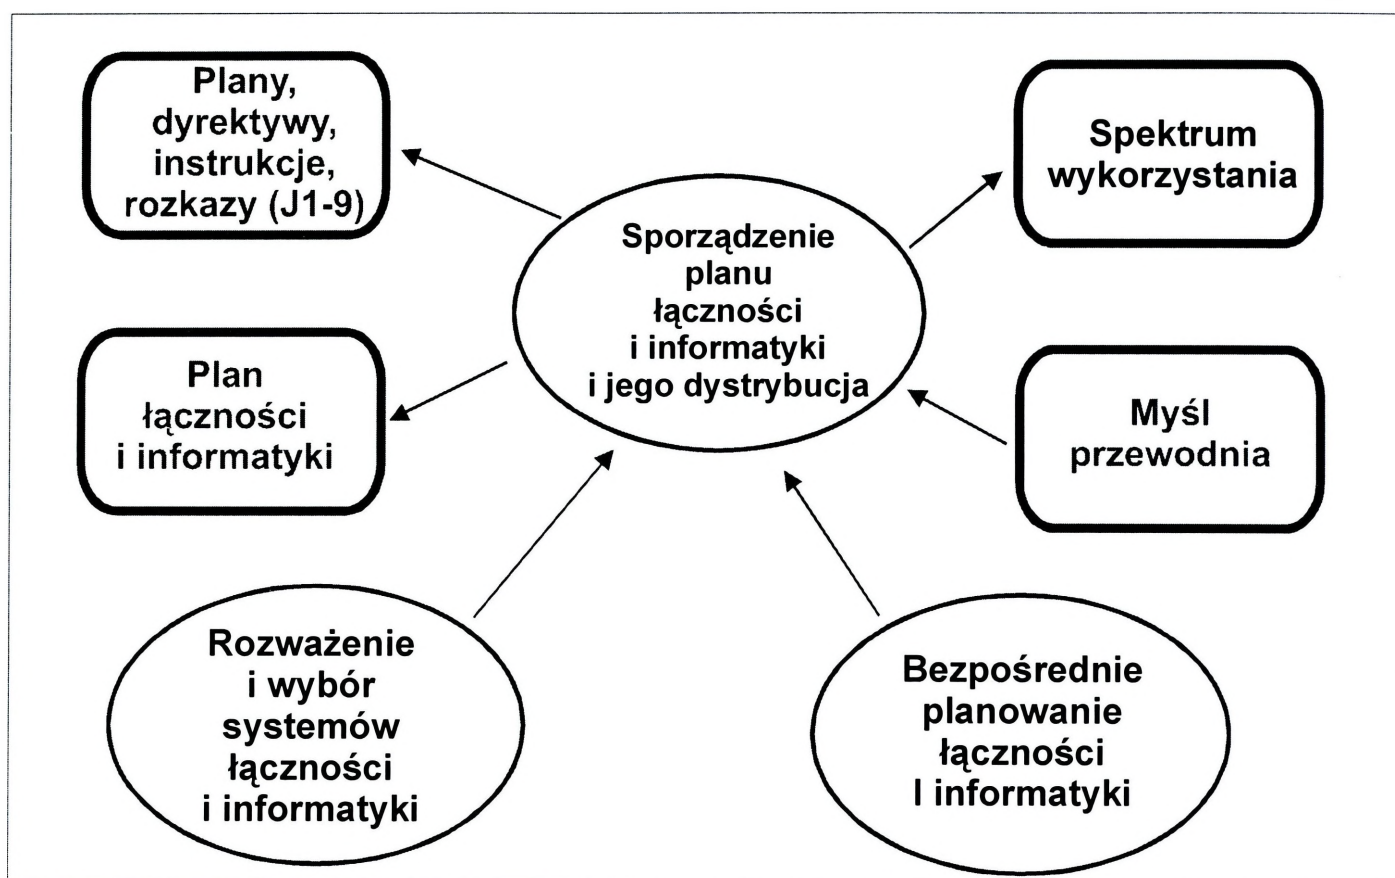 Plany,
dyrektywy,
instrukcje,
rozkazy (J1-9)
Spektrum
wykorzystania
Sporządzenie
planu
łączności
i informatyki
i jego dystrybucja
Plan
łączności
i informatyki
Myśl
przewodnia
Rozważenie
i wybór
systemów
łączności
i informatyki
Bezpośrednie
planowanie
łączności
I informatyki